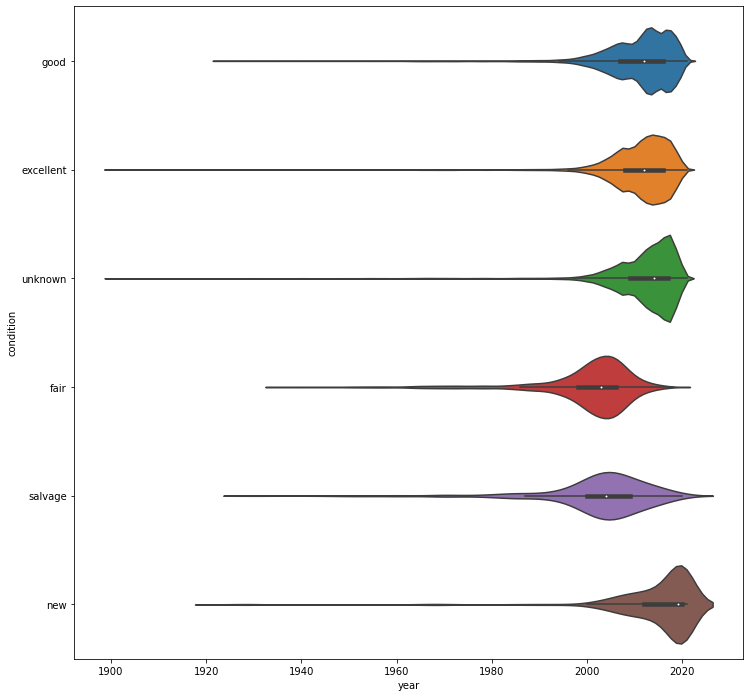 good
excellent
unknown
fair
salvage
new
condition
1900 1920 1940 1960 1980 2000 2020
year